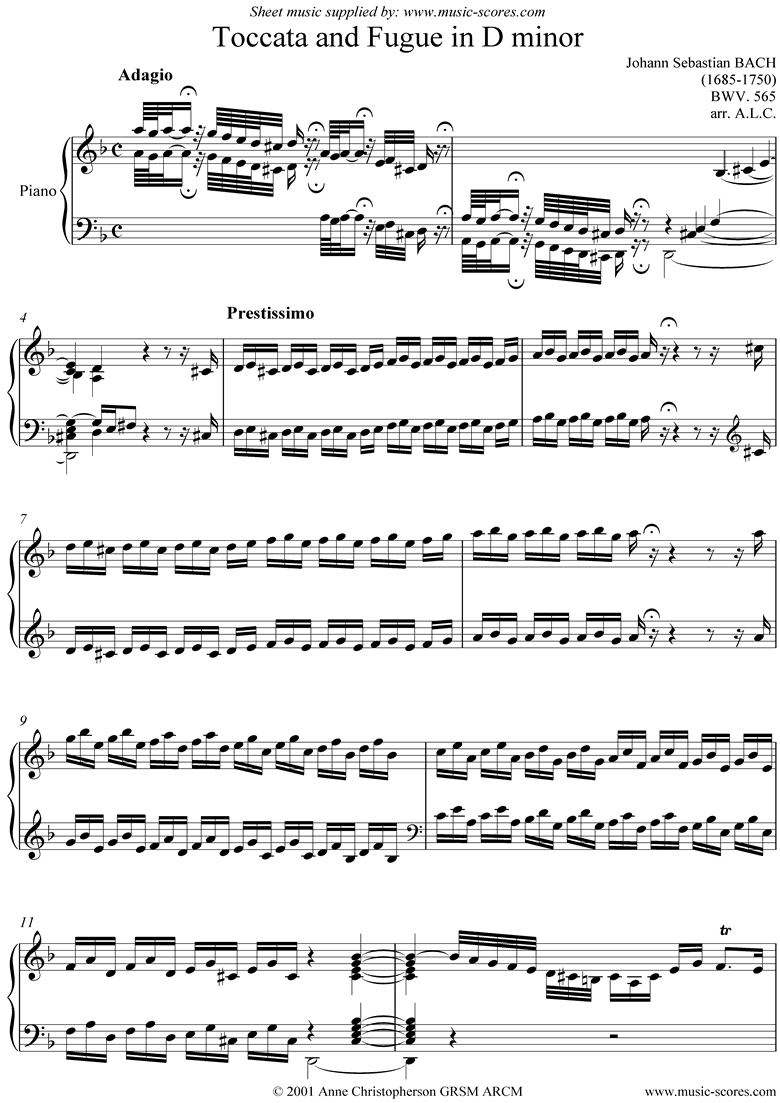 Sheet music supplied by: www.music-scores.com
Toccata and Fugue in D minor
Johann Sebastian BACH
(1685-1750)
BWV. 565
arr. A.L.C.
Adagio
Piano
4
Prestissimo
7
9
11
tr
© 2001 Anne Christopherson GRSM ARCM
www.music-scores.com